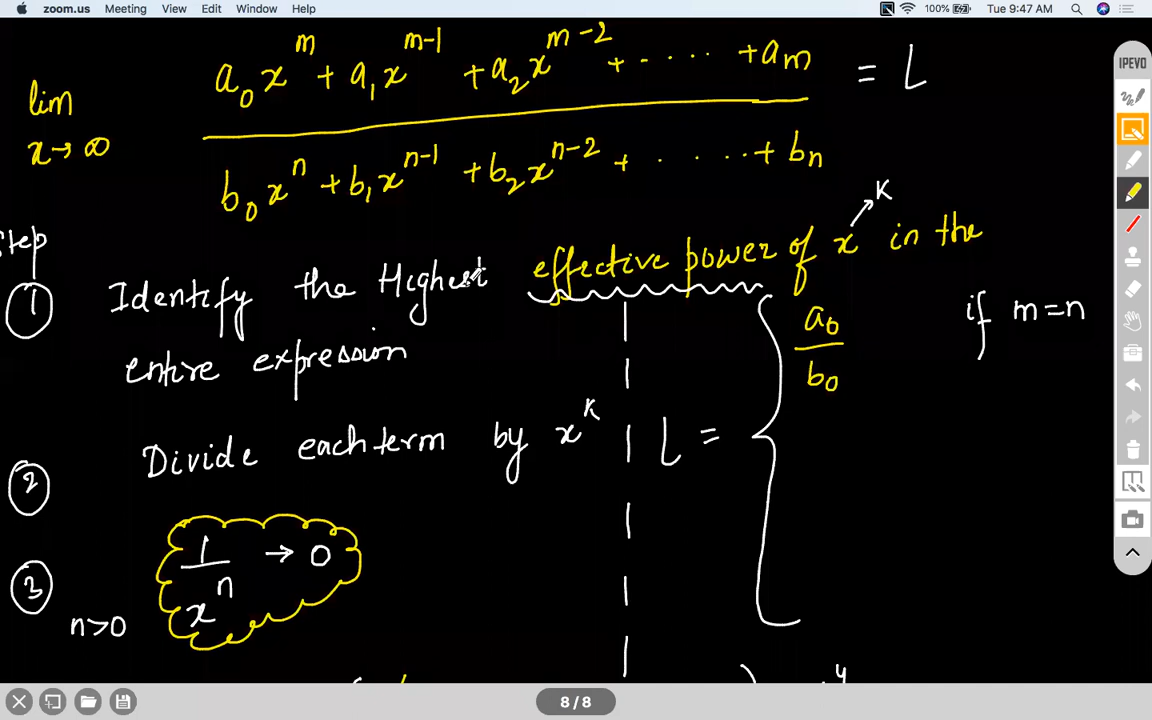 zoom.us Meeting View Edit Window Help 100% Tue 9:47 AM
IPEVO
lim x→∞ (a₀x^m + a₁x^(m-1) + a₂x^(m-2) + ...... + am) / (b₀x^n + b₁x^(n-1) + b₂x^(n-2) + ...... + bn) = L
Step
① Identify the Highest effective power of x → K in the
entire expression
② Divide each term by x^K
③ n>0 1/x^n → 0
L = { a₀/b₀ if m=n
8/8